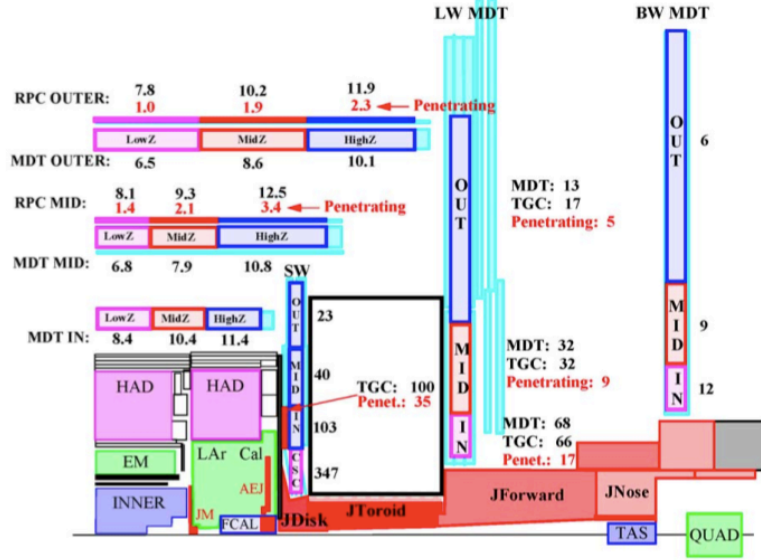 LW MDT
BW MDT
7.8 10.2 11.9
RPC OUTER: 1.0 1.9 2.3 Penetrating
LowZ MidZ HighZ
MDT OUTER: 6.5 8.6 10.1
8.1 9.3 12.5
RPC MID: 1.4 2.1 3.4 Penetrating
LowZ MidZ HighZ
MDT MID: 6.8 7.9 10.8
SW
LowZ MidZ HighZ
MDT IN: 8.4 10.4 11.4
OUT
23
MID
40
IN
103
CSC
347
TGC: 100
Penet.: 35
OUT
MDT: 13
TGC: 17
Penetrating: 5
MID
MDT: 32
TGC: 32
Penetrating: 9
IN
MDT: 68
TGC: 66
Penet.: 17
OUT
6
MID
9
IN
12
HAD HAD
EM
LAr Cal
INNER
JM
AEJ
FCAL
JDisk
JToroid
JForward
JNose
TAS
QUAD